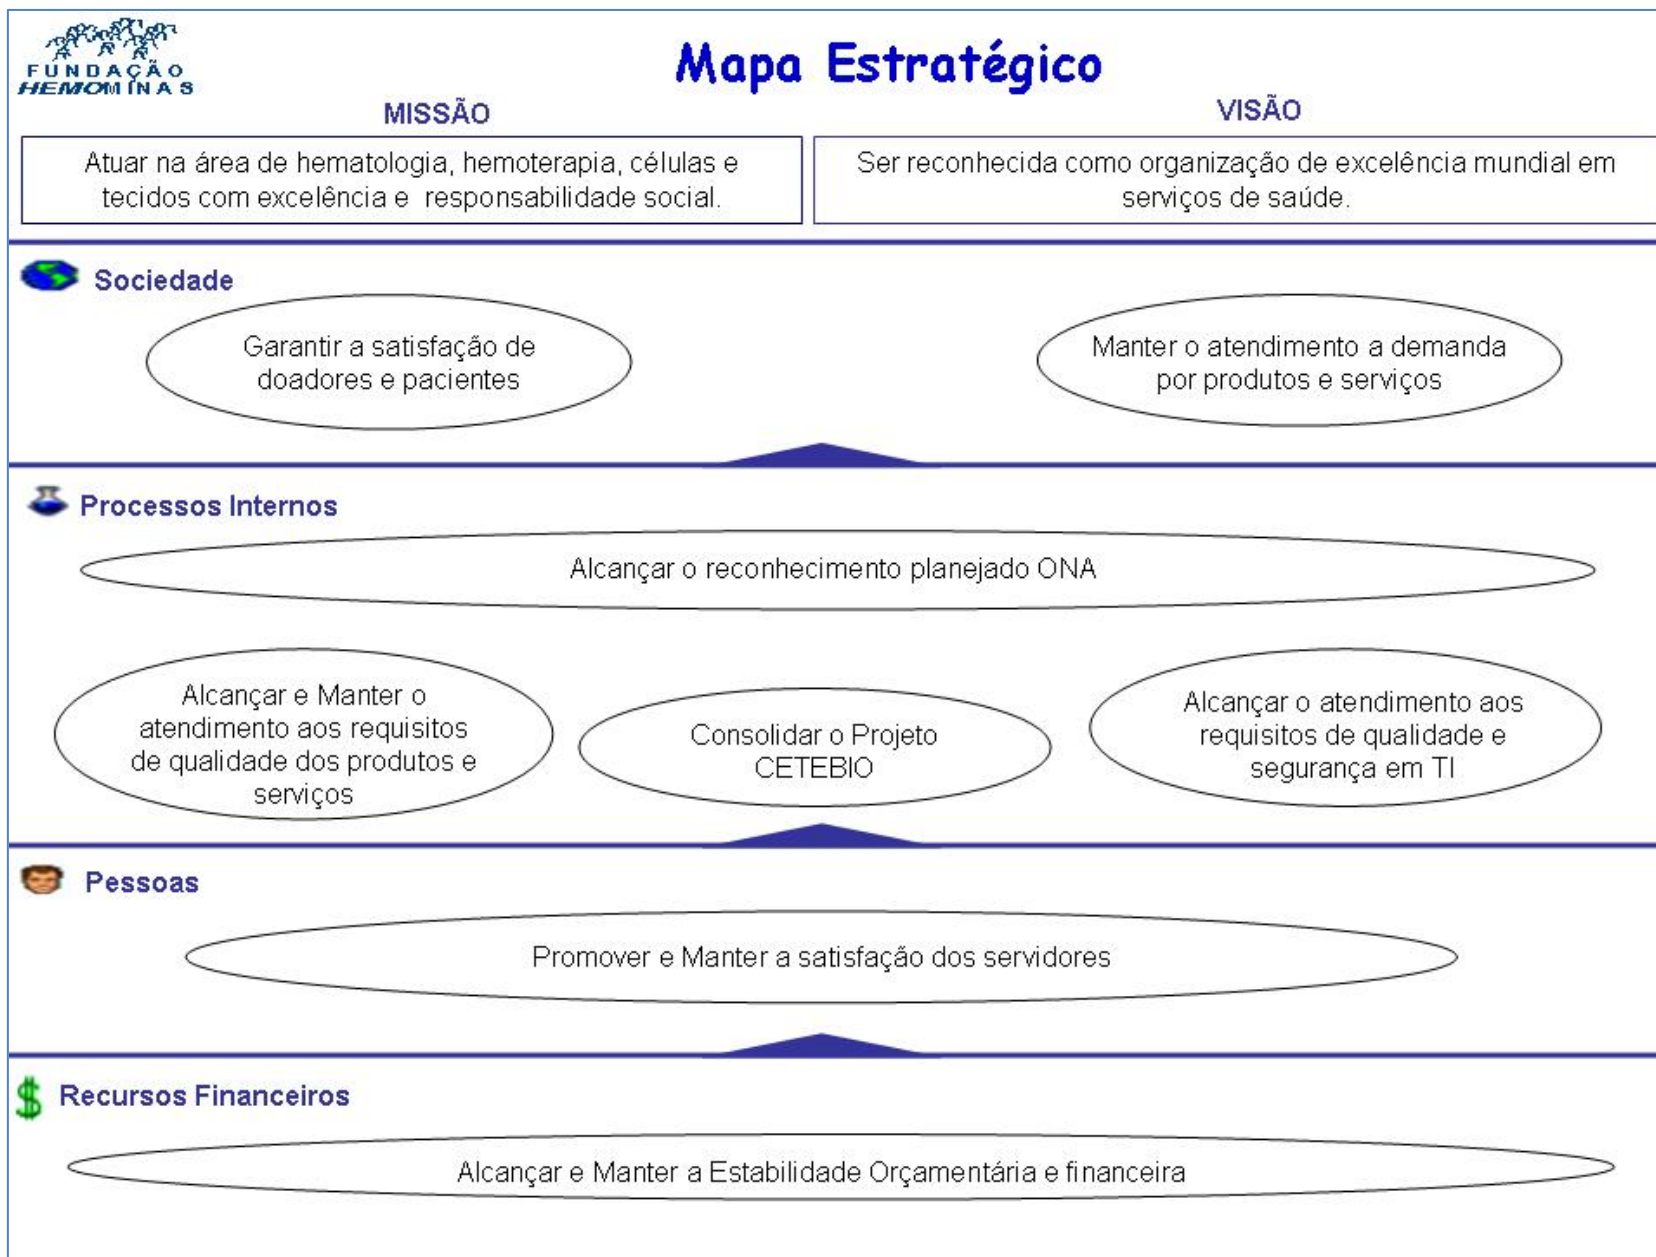 FUNDAÇÃO
HEMOMINAS
Mapa Estratégico
MISSÃO
VISÃO
Atuar na área de hematologia, hemoterapia, células e
tecidos com excelência e responsabilidade social.
Ser reconhecida como organização de excelência mundial em
serviços de saúde.
Sociedade
Garantir a satisfação de
doadores e pacientes
Manter o atendimento a demanda
por produtos e serviços
Processos Internos
Alcançar o reconhecimento planejado ONA
Alcançar e Manter o
atendimento aos requisitos
de qualidade dos produtos e
serviços
Consolidar o Projeto
CETEBIO
Alcançar o atendimento aos
requisitos de qualidade e
segurança em TI
Pessoas
Promover e Manter a satisfação dos servidores
$ Recursos Financeiros
Alcançar e Manter a Estabilidade Orçamentária e financeira